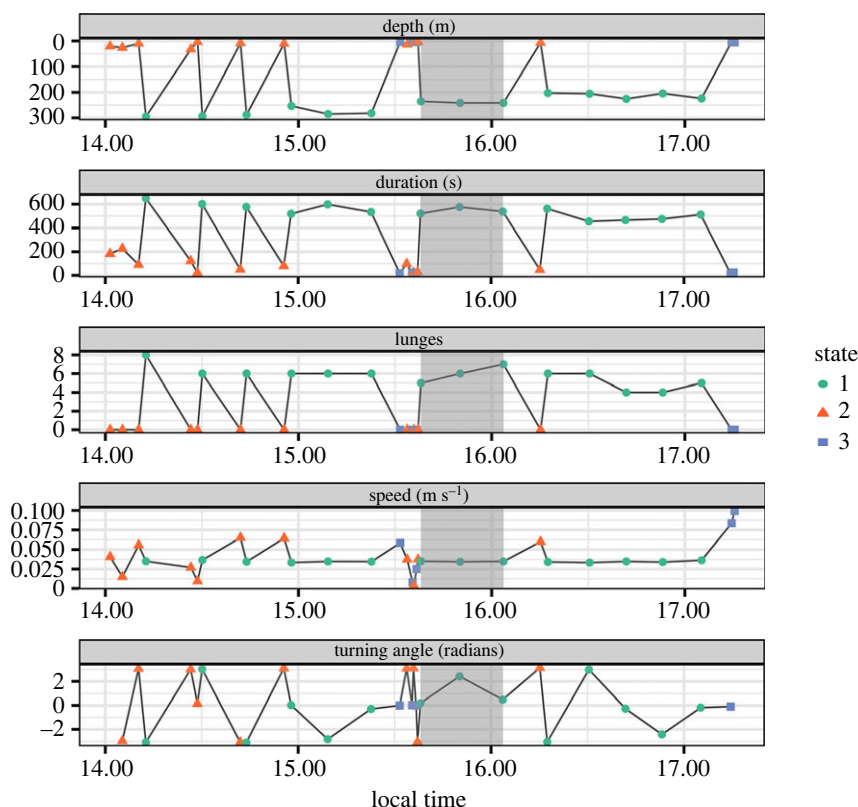 depth (m)
0
100
200
300
14.00 15.00 16.00 17.00
duration (s)
600
400
200
0
14.00 15.00 16.00 17.00
lunges
8
6
4
2
0
14.00 15.00 16.00 17.00
state
1
2
3
speed (m s⁻¹)
0.100
0.075
0.050
0.025
0
14.00 15.00 16.00 17.00
turning angle (radians)
2
0
−2
14.00 15.00 16.00 17.00
local time